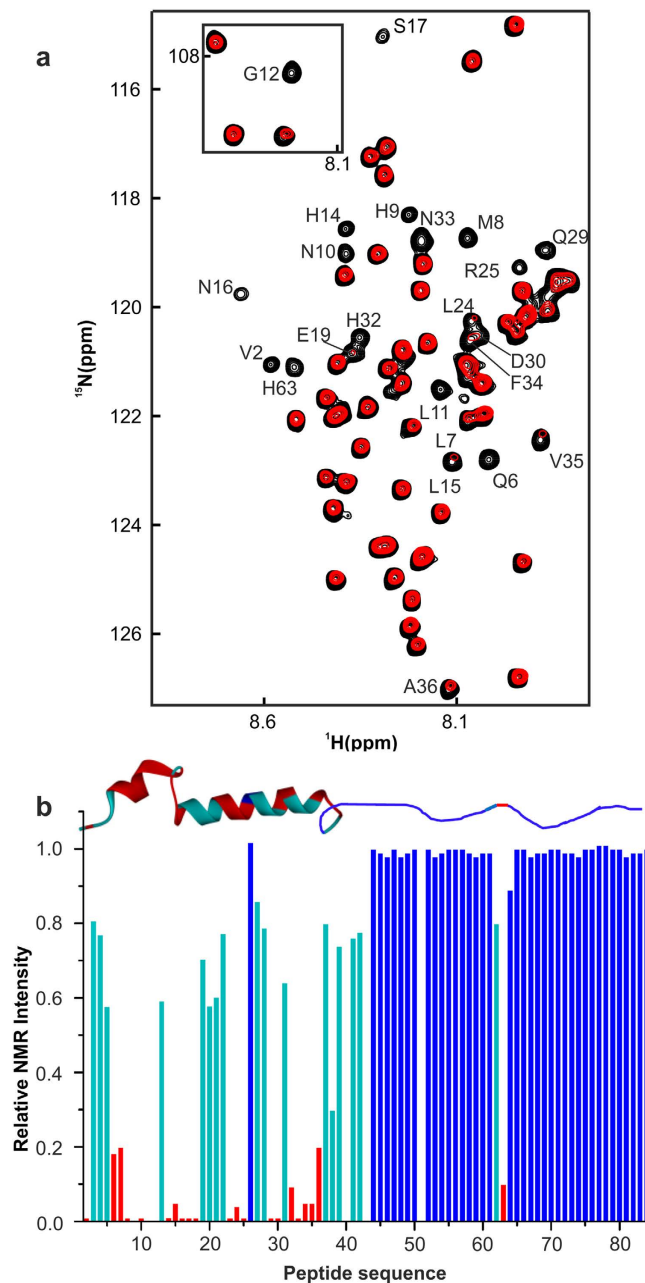 a
S17
108
G12
8.1
116
118
H14
H9
N33
M8
Q29
N10
R25
N16
120
L24
E19
H32
D30
V2
F34
H63
L11
122
L7
V35
L15
Q6
124
126
A36
15N(ppm)
8.6
8.1
1H(ppm)
b
1.0
0.8
0.6
0.4
0.2
0.0
Relative NMR Intensity
10
20
30
40
50
60
70
80
Peptide sequence